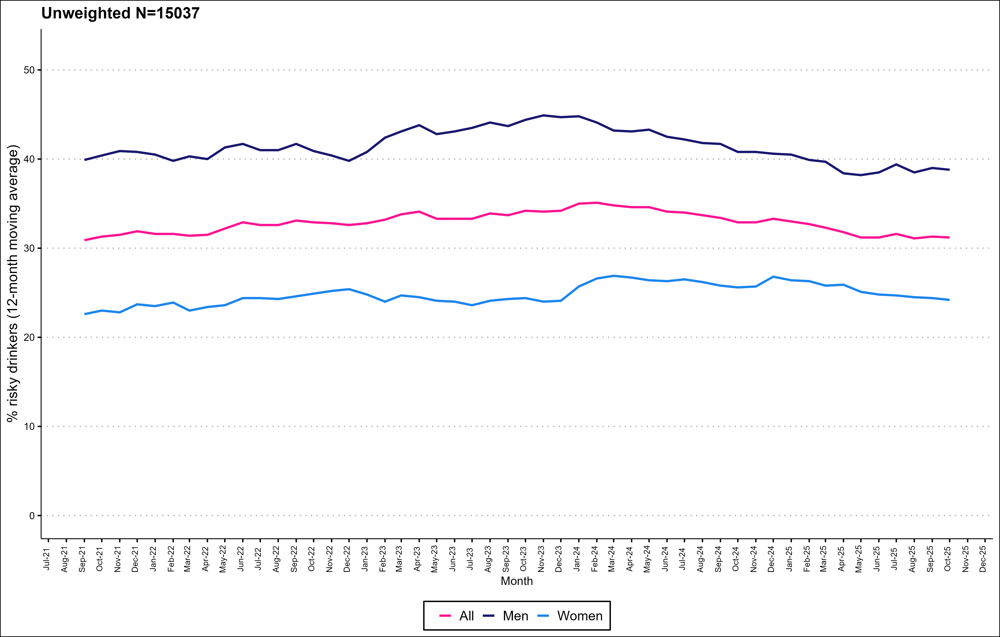 Unweighted N=15037
% risky drinkers (12-month moving average)
50
40
30
20
10
0
Jul-21
Aug-21
Sep-21
Oct-21
Nov-21
Dec-21
Jan-22
Feb-22
Mar-22
Apr-22
May-22
Jun-22
Jul-22
Aug-22
Sep-22
Oct-22
Nov-22
Dec-22
Jan-23
Feb-23
Mar-23
Apr-23
May-23
Jun-23
Jul-23
Aug-23
Sep-23
Oct-23
Nov-23
Dec-23
Jan-24
Feb-24
Mar-24
Apr-24
May-24
Jun-24
Jul-24
Aug-24
Sep-24
Oct-24
Nov-24
Dec-24
Jan-25
Feb-25
Mar-25
Apr-25
May-25
Jun-25
Jul-25
Aug-25
Sep-25
Oct-25
Nov-25
Dec-25
Month
All Men Women